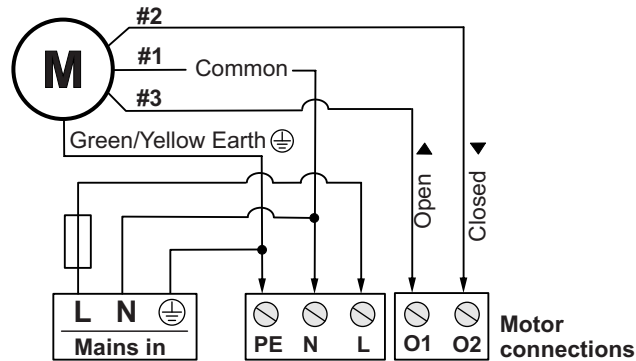 #2
M
#1
Common
#3
Green/Yellow Earth
Open
Closed
L N
Mains in
PE N L
O1 O2
Motor
connections